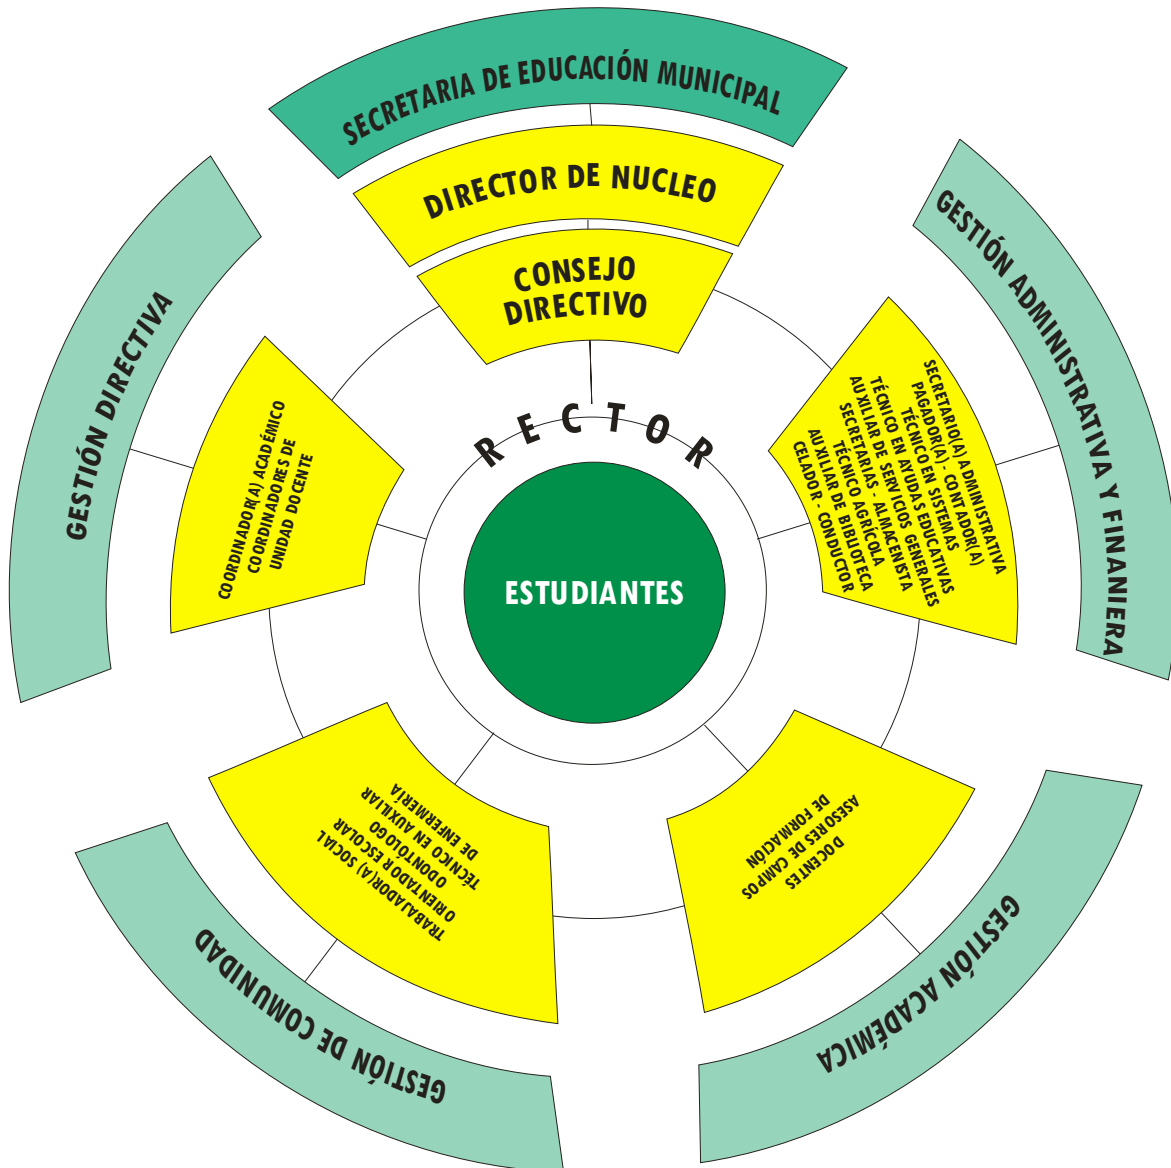 SECRETARIA DE EDUCACIÓN MUNICIPAL
DIRECTOR DE NUCLEO
CONSEJO
DIRECTIVO
RECTOR
ESTUDIANTES
GESTIÓN DIRECTIVA
COORDINADOR(A) ACADÉMICO
COORDINADORES DE
UNIDAD DOCENTE
GESTIÓN ADMINISTRATIVA Y FINANIERA
SECRETARIO(A) ADMINISTRATIVA
PAGADOR(A) - CONTADOR(A)
TÉCNICO EN SISTEMAS
TÉCNICO EN AYUDAS EDUCATIVAS
AUXILIAR DE SERVICIOS GENERALES
SECRETARIAS - ALMACENISTA
TÉCNICO AGRÍCOLA
AUXILIAR DE BIBLIOTECA
CELADOR - CONDUCTOR
GESTIÓN ACADÉMICA
DOCENTES
ASESORES DE CAMPOS
DE FORMACIÓN
GESTIÓN DE COMUNIDAD
TRABAJADOR(A) SOCIAL
ORIENTADOR ESCOLAR
ODONTÓLOGO
TÉCNICO EN AUXILIAR
DE ENFERMERÍA